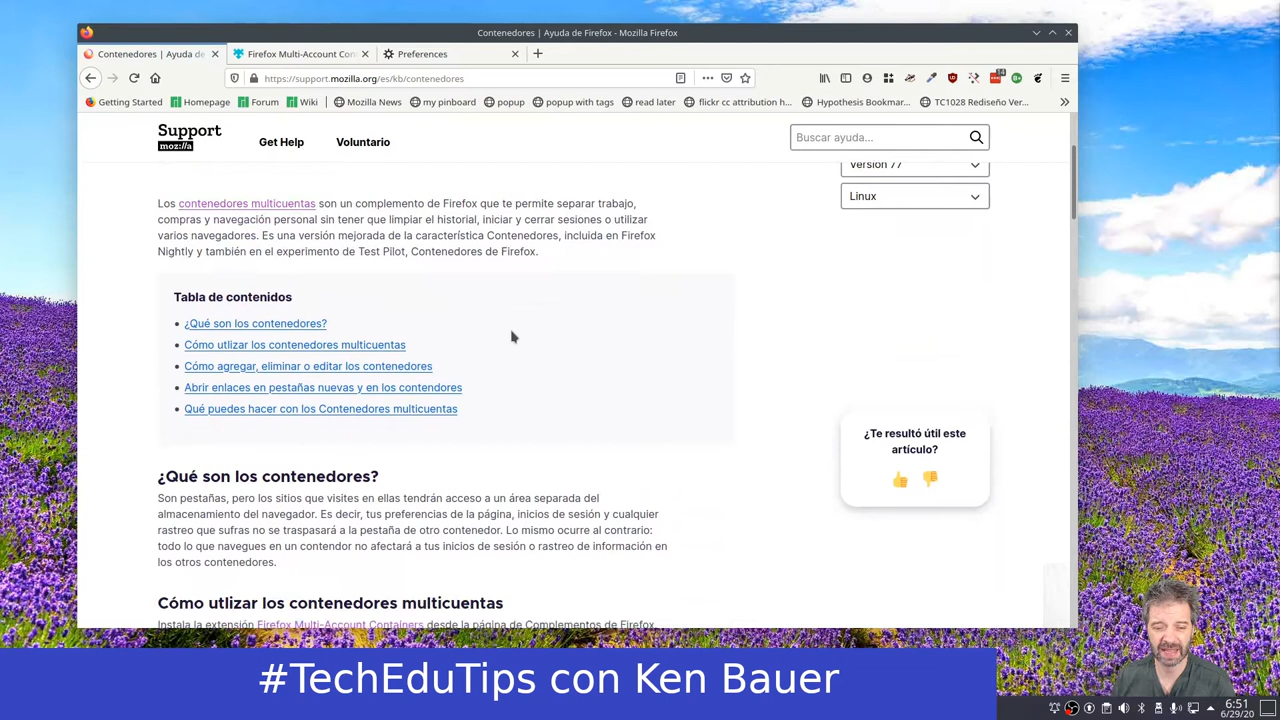 Contenedores | Ayuda de Firefox - Mozilla Firefox
Contenedores | Ayuda de
Firefox Multi-Account Con
Preferences
https://support.mozilla.org/es/kb/contenedores
14
Getting Started
Homepage
Forum
Wiki
Mozilla News
my pinboard
popup
popup with tags
read later
flickr cc attribution h...
Hypothesis Bookmar...
TC1028 Rediseño Ver...
Support
moz://a
Get Help
Voluntario
Buscar ayuda...
Version 77
Linux
Los contenedores multicuentas son un complemento de Firefox que te permite separar trabajo,
compras y navegación personal sin tener que limpiar el historial, iniciar y cerrar sesiones o utilizar
varios navegadores. Es una versión mejorada de la característica Contenedores, incluida en Firefox
Nightly y también en el experimento de Test Pilot, Contenedores de Firefox.
Tabla de contenidos
• ¿Qué son los contenedores?
• Cómo utlizar los contenedores multicuentas
• Cómo agregar, eliminar o editar los contenedores
• Abrir enlaces en pestañas nuevas y en los contendores
• Qué puedes hacer con los Contenedores multicuentas
¿Te resultó útil este
artículo?
¿Qué son los contenedores?
Son pestañas, pero los sitios que visites en ellas tendrán acceso a un área separada del
almacenamiento del navegador. Es decir, tus preferencias de la página, inicios de sesión y cualquier
rastreo que sufras no se traspasará a la pestaña de otro contenedor. Lo mismo ocurre al contrario:
todo lo que navegues en un contendor no afectará a tus inicios de sesión o rastreo de información en
los otros contenedores.
Cómo utlizar los contenedores multicuentas
Instala la extensión Firefox Multi-Account Containers desde la página de Complementos de Firefox.
#TechEduTips con Ken Bauer
6:51
6/29/20